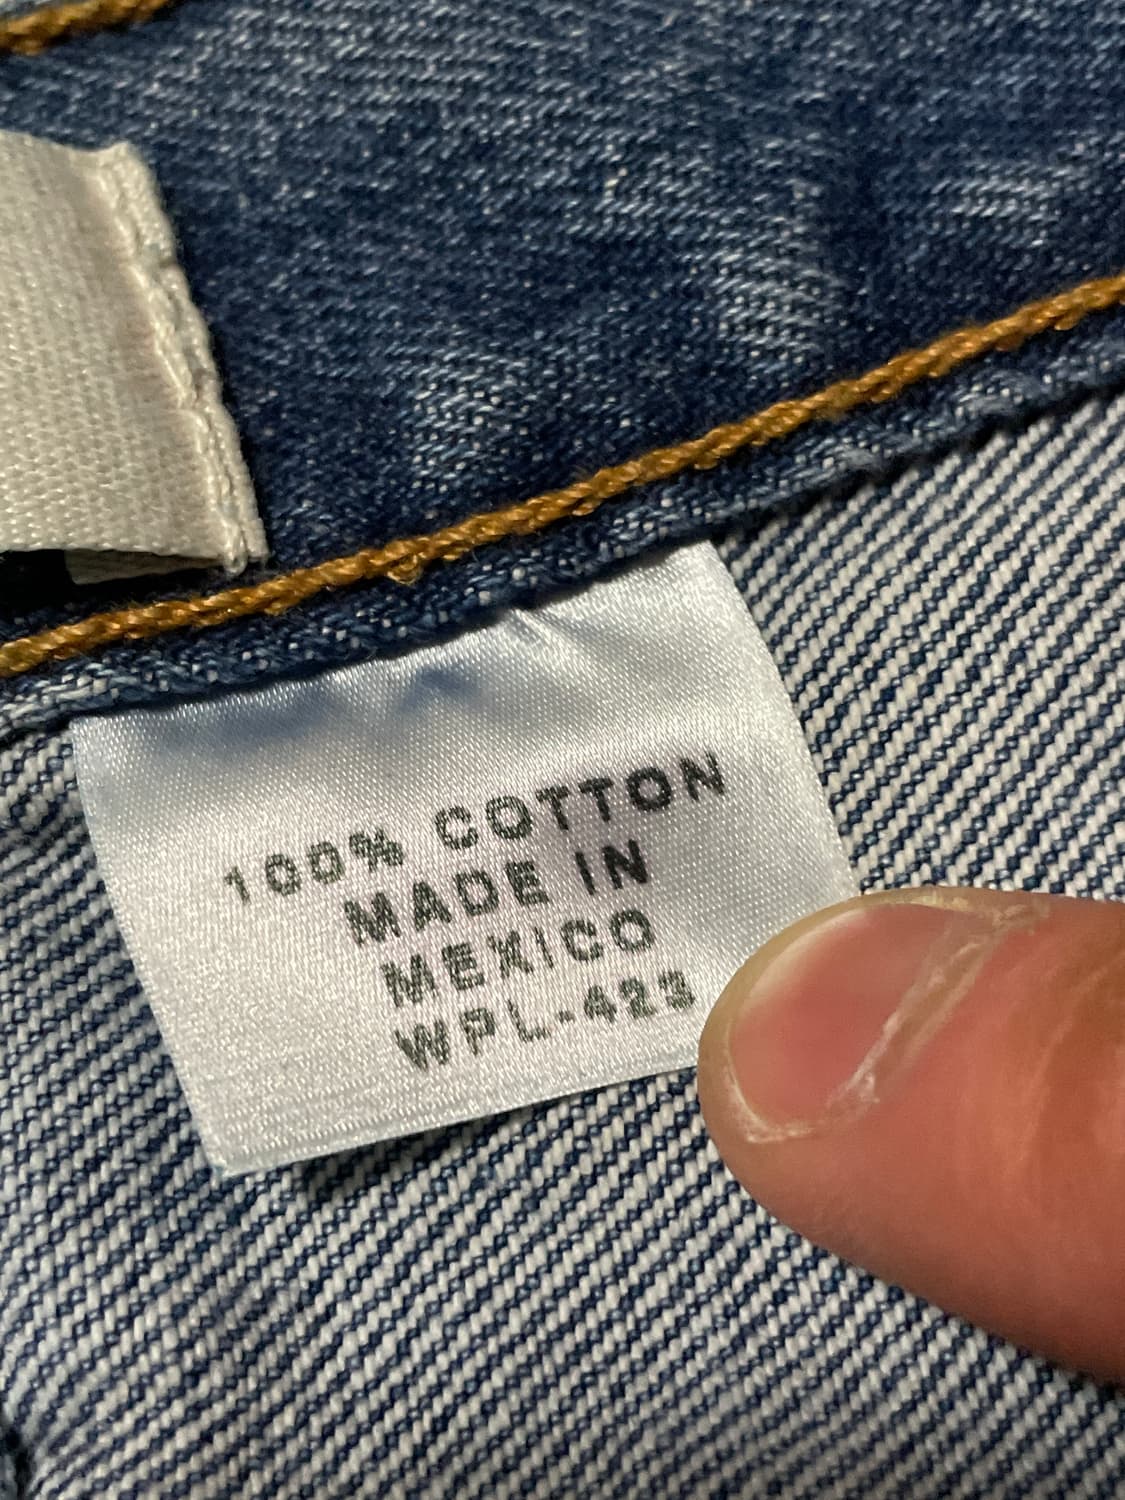 100% COTTON
MADE IN
MEXICO
WPL-423